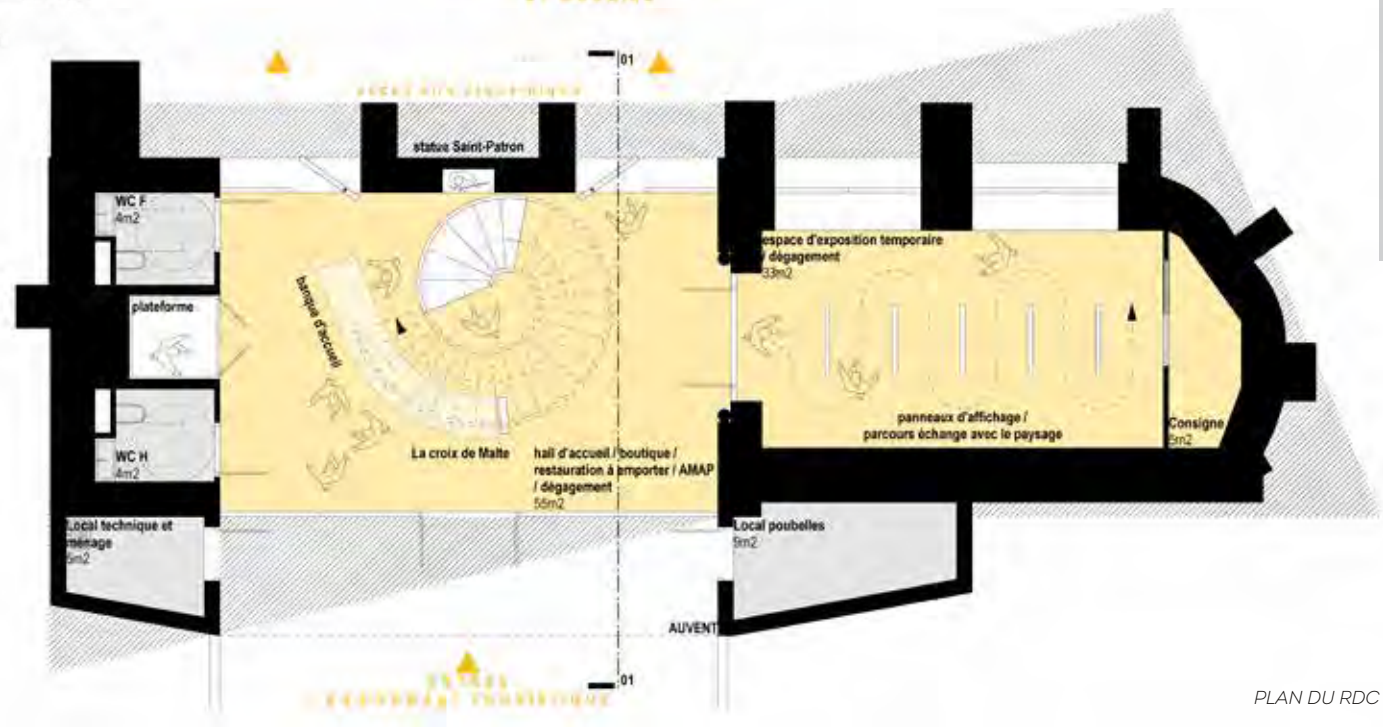 01
statue Saint-Patron
WC F
4m2
espace d'exposition temporaire
/ dégagement
33m2
plateforme
banque d'accueil
panneaux d'affichage /
parcours échange avec le paysage
Consigne
5m2
WC H
4m2
La croix de Malte
hall d'accueil / boutique /
restauration à emporter / AMAP
/ dégagement
55m2
Local technique et
ménage
5m2
Local poubelles
9m2
AUVENT
01
PLAN DU RDC